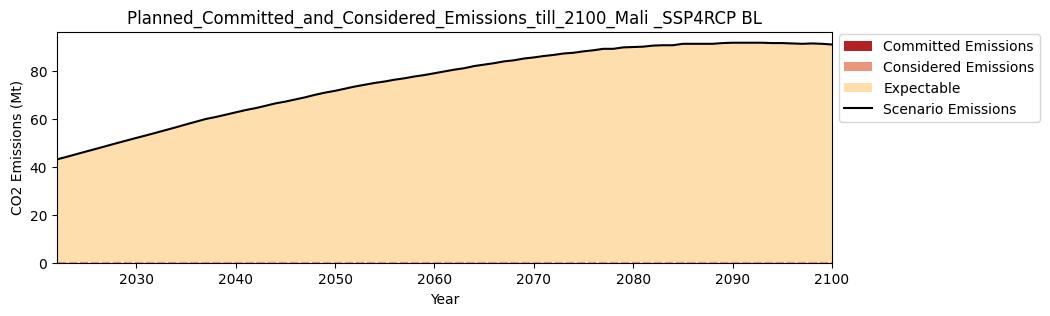 Planned_Committed_and_Considered_Emissions_till_2100_Mali _SSP4RCP BL
CO2 Emissions (Mt)
80
60
40
20
0
2030 2040 2050 2060 2070 2080 2090 2100
Year
Committed Emissions
Considered Emissions
Expectable
Scenario Emissions